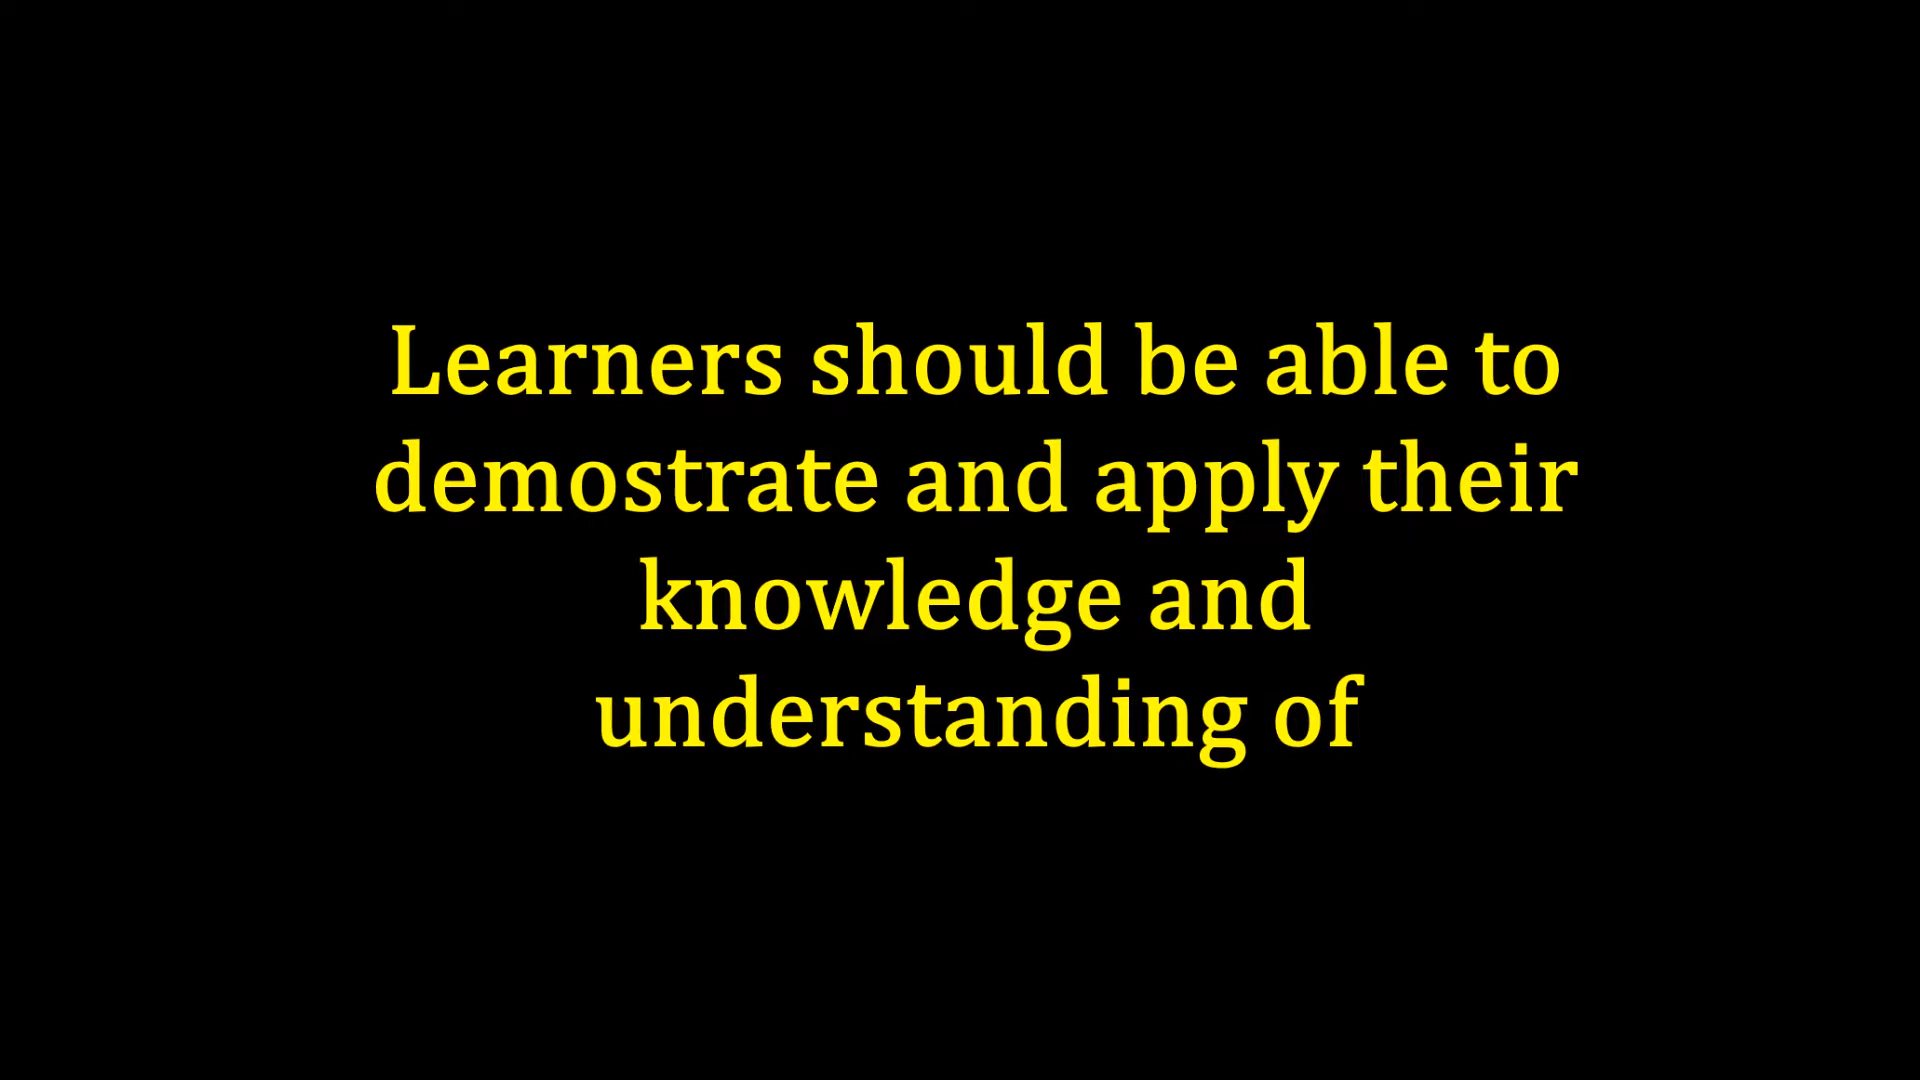 Learners should be able to
demostrate and apply their
knowledge and
understanding of